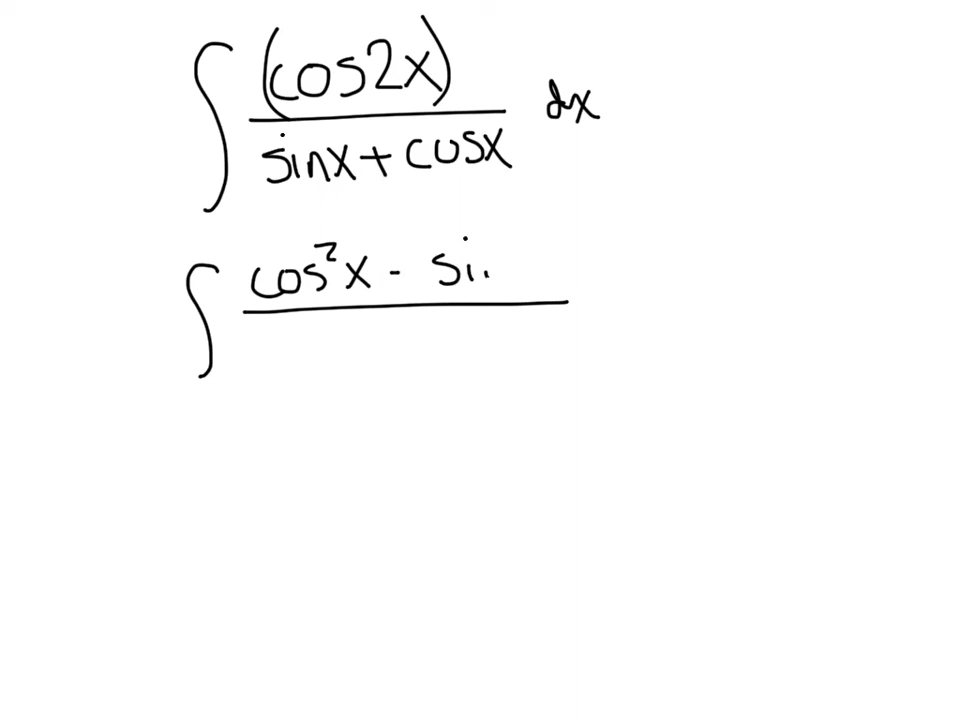 ∫ (cos2x) / sinx + cosx dx
∫ cos²x - si